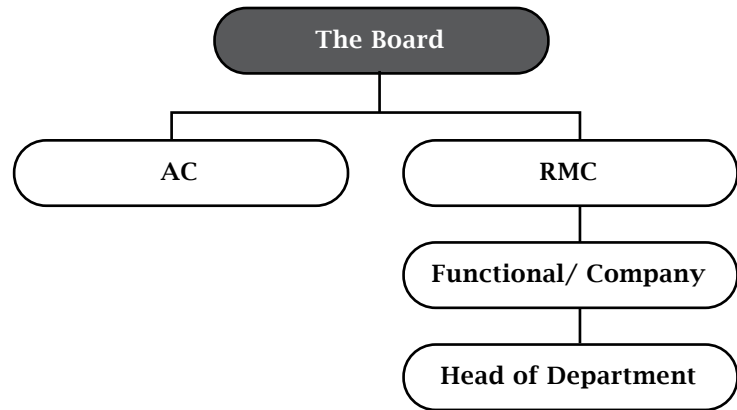 The Board
AC
RMC
Functional/ Company
Head of Department